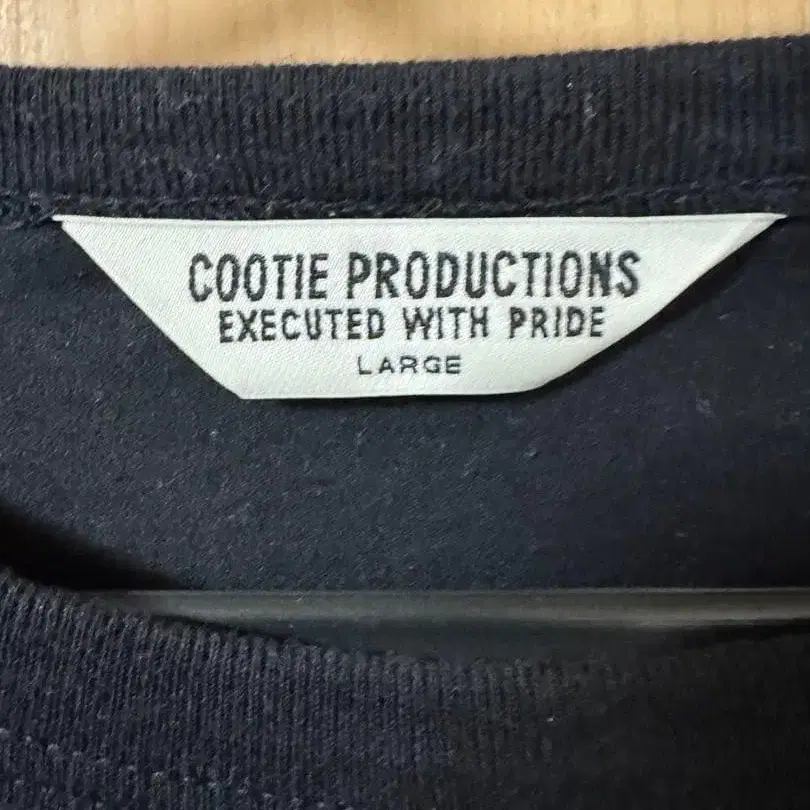 COOTIE PRODUCTIONS
EXECUTED WITH PRIDE
LARGE